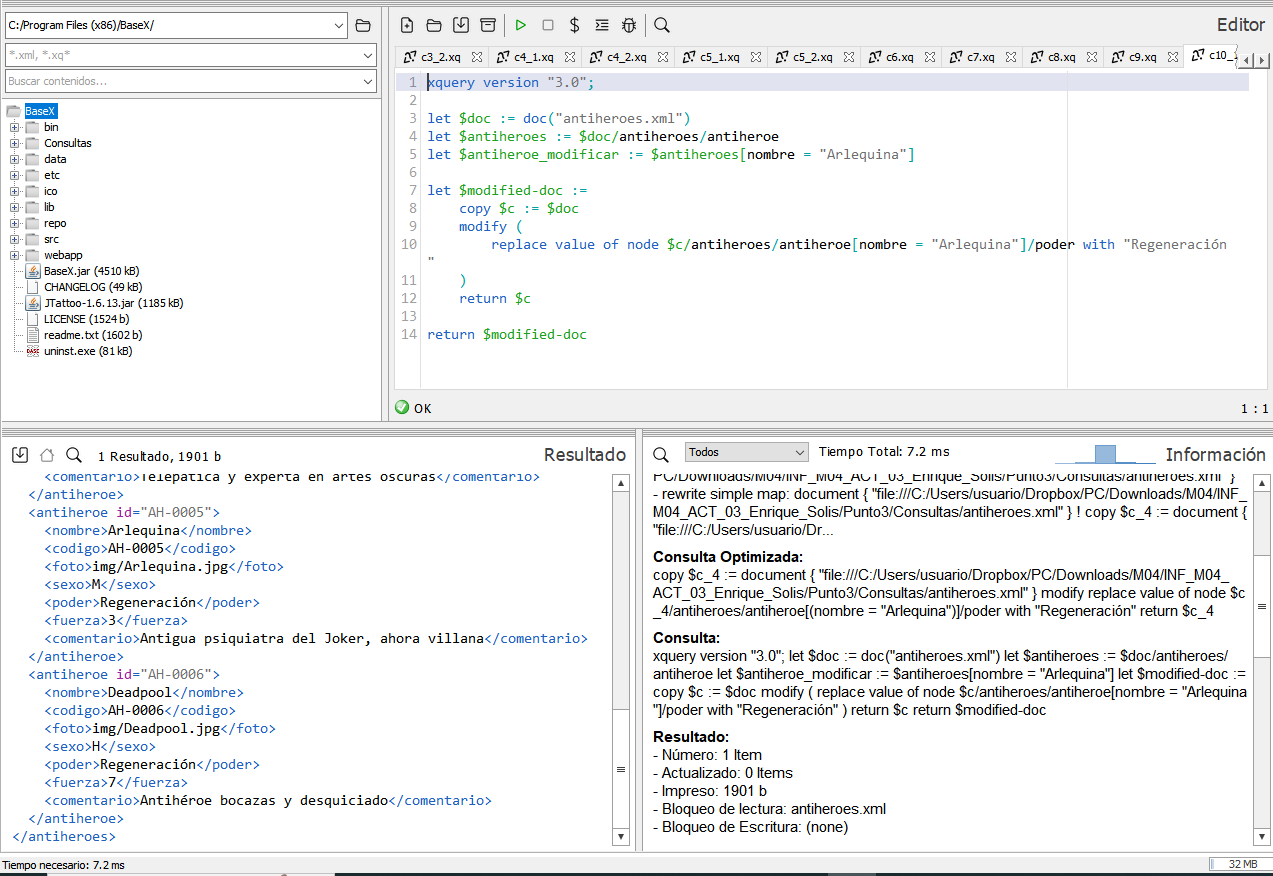 C:/Program Files (x86)/BaseX/
*.xml, *.xq*
Buscar contenidos...
BaseX
bin
Consultas
data
etc
ico
lib
repo
src
webapp
BaseX.jar (4510 kB)
CHANGELOG (49 kB)
JTattoo-1.6.13.jar (1185 kB)
LICENSE (1524 b)
readme.txt (1602 b)
uninst.exe (81 kB)
Editor
c3_2.xq c4_1.xq c4_2.xq c5_1.xq c5_2.xq c6.xq c7.xq c8.xq c9.xq c10_
1 xquery version "3.0";
2
3 let $doc := doc("antiheroes.xml")
4 let $antiheroes := $doc/antiheroes/antiheroe
5 let $antiheroe_modificar := $antiheroes[nombre = "Arlequina"]
6
7 let $modified-doc :=
8 copy $c := $doc
9 modify (
10 replace value of node $c/antiheroes/antiheroe[nombre = "Arlequina"]/poder with "Regeneración
"
11 )
12 return $c
13
14 return $modified-doc
OK
1 : 1
1 Resultado, 1901 b
Resultado
<comentario>Telepatica y experta en artes oscuras</comentario>
</antiheroe>
<antiheroe id="AH-0005">
<nombre>Arlequina</nombre>
<codigo>AH-0005</codigo>
<foto>img/Arlequina.jpg</foto>
<sexo>M</sexo>
<poder>Regeneración</poder>
<fuerza>3</fuerza>
<comentario>Antigua psiquiatra del Joker, ahora villana</comentario>
</antiheroe>
<antiheroe id="AH-0006">
<nombre>Deadpool</nombre>
<codigo>AH-0006</codigo>
<foto>img/Deadpool.jpg</foto>
<sexo>H</sexo>
<poder>Regeneración</poder>
<fuerza>7</fuerza>
<comentario>Antihéroe bocazas y desquiciado</comentario>
</antiheroe>
</antiheroes>
Todos
Tiempo Total: 7.2 ms
Información
PC/Downloads/M04/INF_M04_ACT_03_Enrique_Solis/Punto3/Consultas/antiheroes.xml" }
- rewrite simple map: document { "file:///C:/Users/usuario/Dropbox/PC/Downloads/M04/INF_
M04_ACT_03_Enrique_Solis/Punto3/Consultas/antiheroes.xml" } ! copy $c_4 := document {
"file:///C:/Users/usuario/Dr...
Consulta Optimizada:
copy $c_4 := document { "file:///C:/Users/usuario/Dropbox/PC/Downloads/M04/INF_M04_
ACT_03_Enrique_Solis/Punto3/Consultas/antiheroes.xml" } modify replace value of node $c
_4/antiheroes/antiheroe[(nombre = "Arlequina")]/poder with "Regeneración" return $c_4
Consulta:
xquery version "3.0"; let $doc := doc("antiheroes.xml") let $antiheroes := $doc/antiheroes/
antiheroe let $antiheroe_modificar := $antiheroes[nombre = "Arlequina"] let $modified-doc :=
copy $c := $doc modify ( replace value of node $c/antiheroes/antiheroe[nombre = "Arlequina
"]/poder with "Regeneración" ) return $c return $modified-doc
Resultado:
- Número: 1 Item
- Actualizado: 0 Items
- Impreso: 1901 b
- Bloqueo de lectura: antiheroes.xml
- Bloqueo de Escritura: (none)
Tiempo necesario: 7.2 ms
32 MB